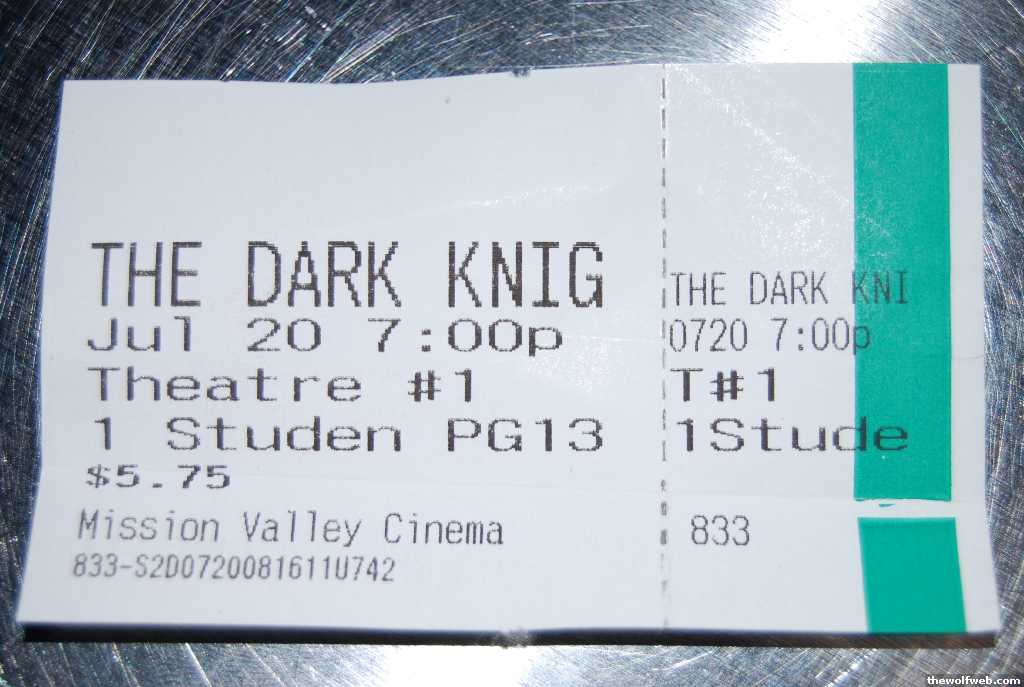 THE DARK KNIG
Jul 20 7:00p
Theatre #1
1 Studen PG13
$5.75
Mission Valley Cinema
833-S2D0720081611U742
THE DARK KNI
0720 7:00p
T#1
1Stude
833
thewolfweb.com